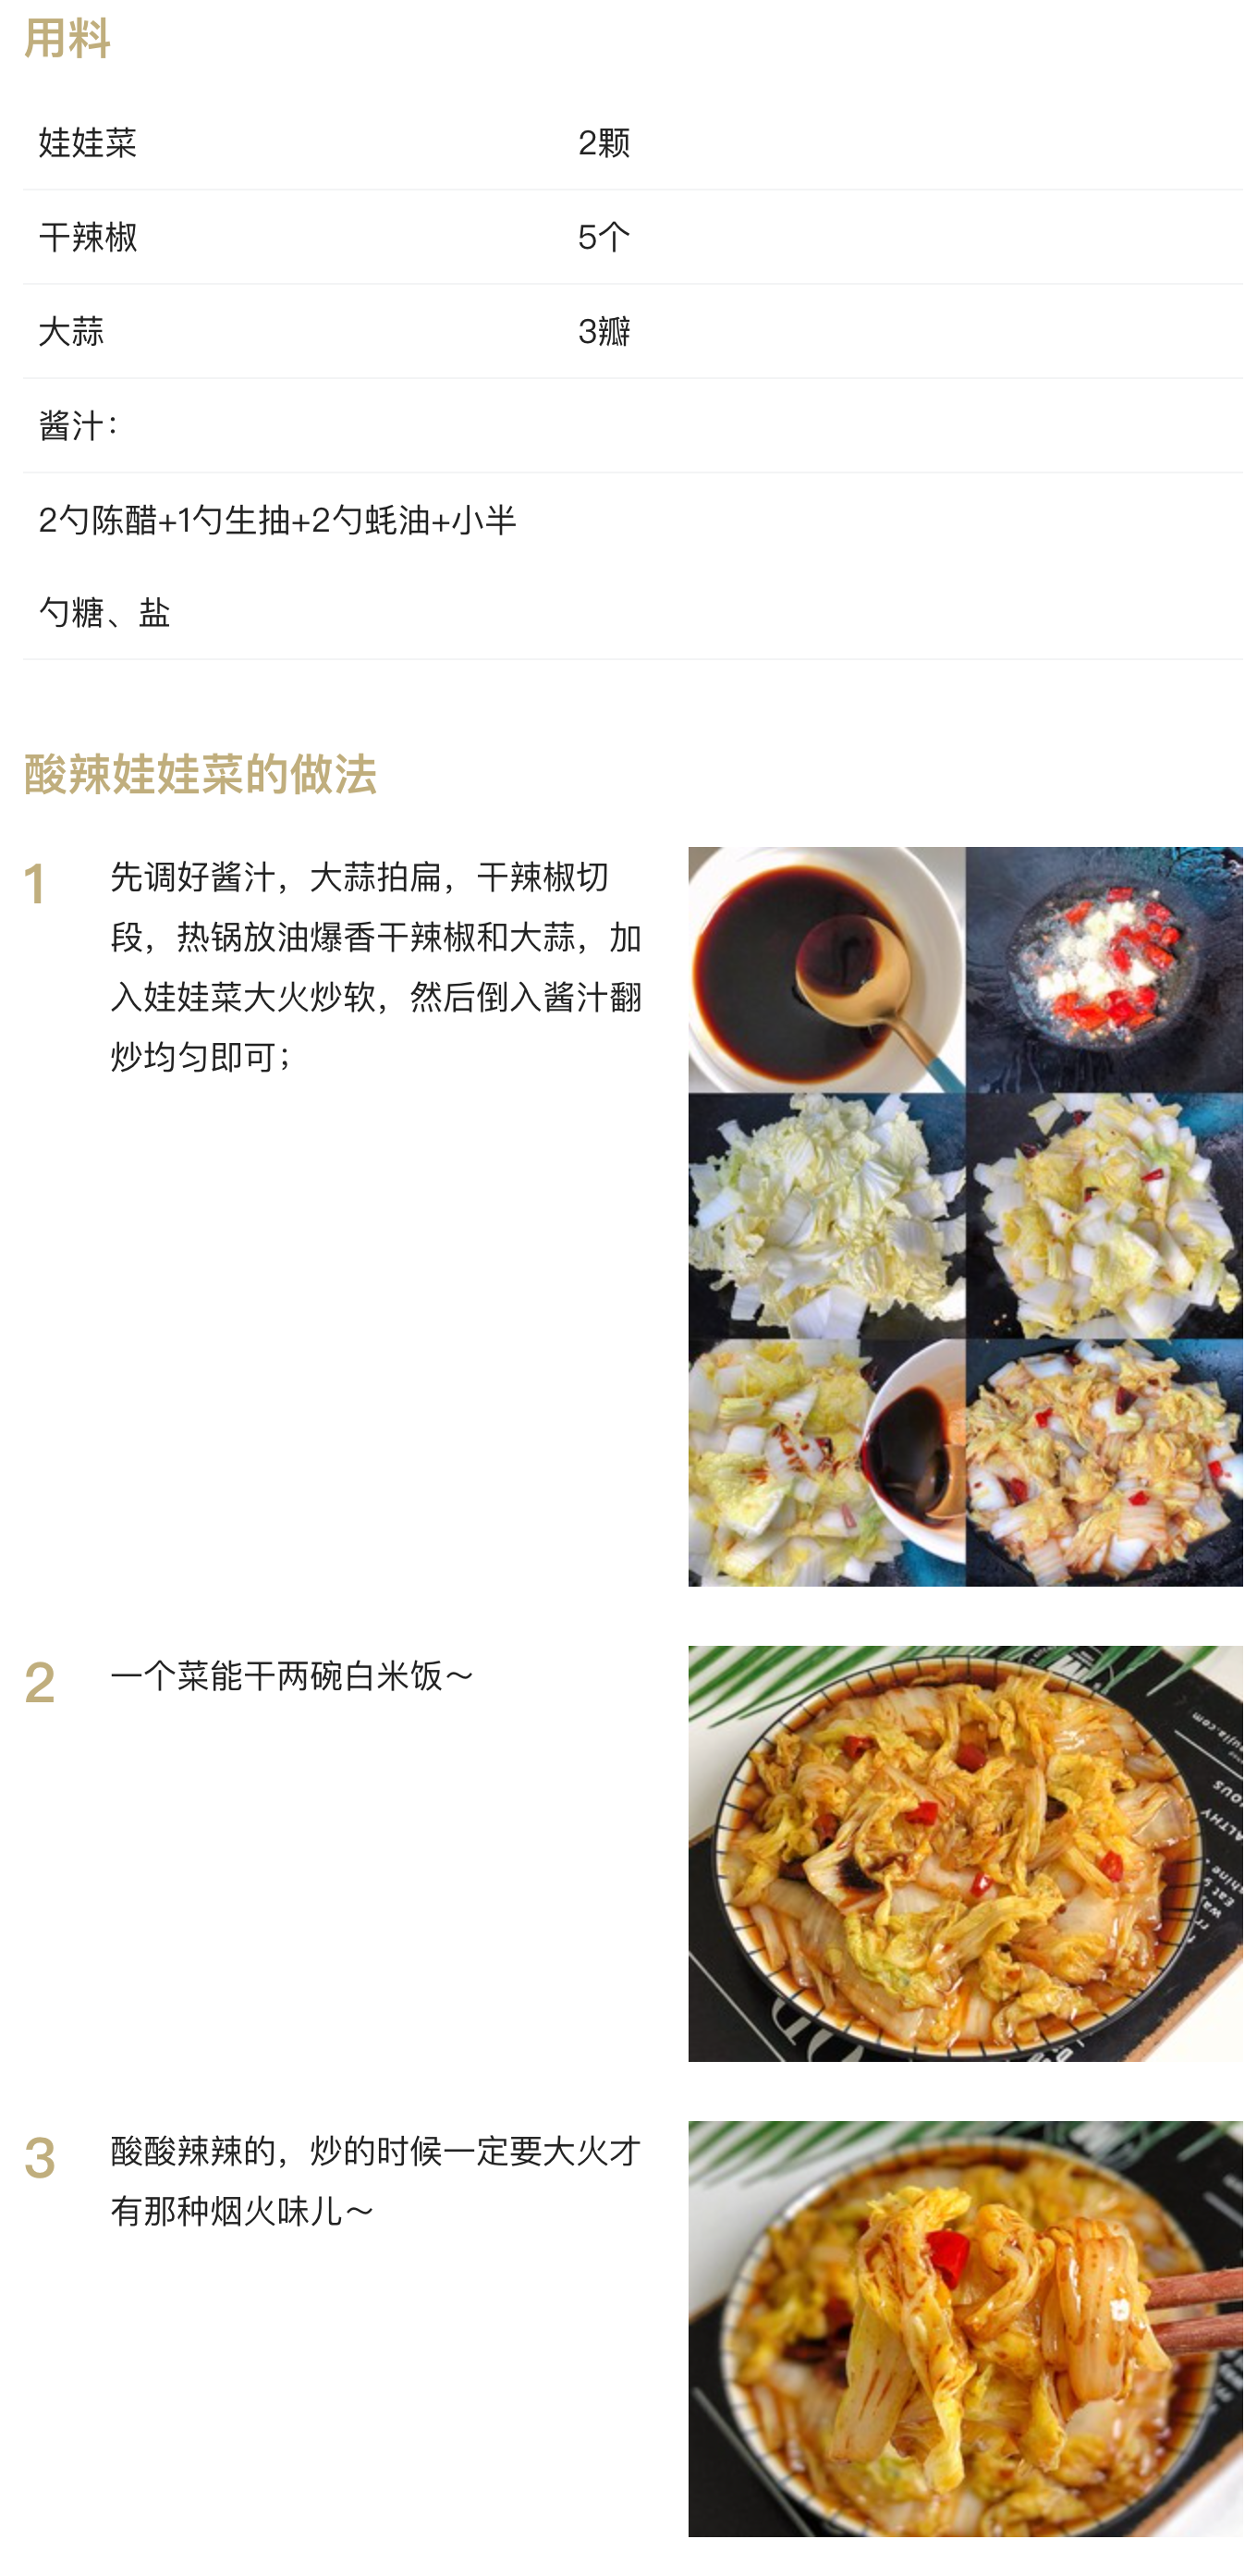 用料
娃娃菜 2颗
干辣椒 5个
大蒜 3瓣
酱汁：
2勺陈醋+1勺生抽+2勺蚝油+小半
勺糖、盐
酸辣娃娃菜的做法
1 先调好酱汁，大蒜拍扁，干辣椒切
段，热锅放油爆香干辣椒和大蒜，加
入娃娃菜大火炒软，然后倒入酱汁翻
炒均匀即可；
2 一个菜能干两碗白米饭～
3 酸酸辣辣的，炒的时候一定要大火才
有那种烟火味儿～